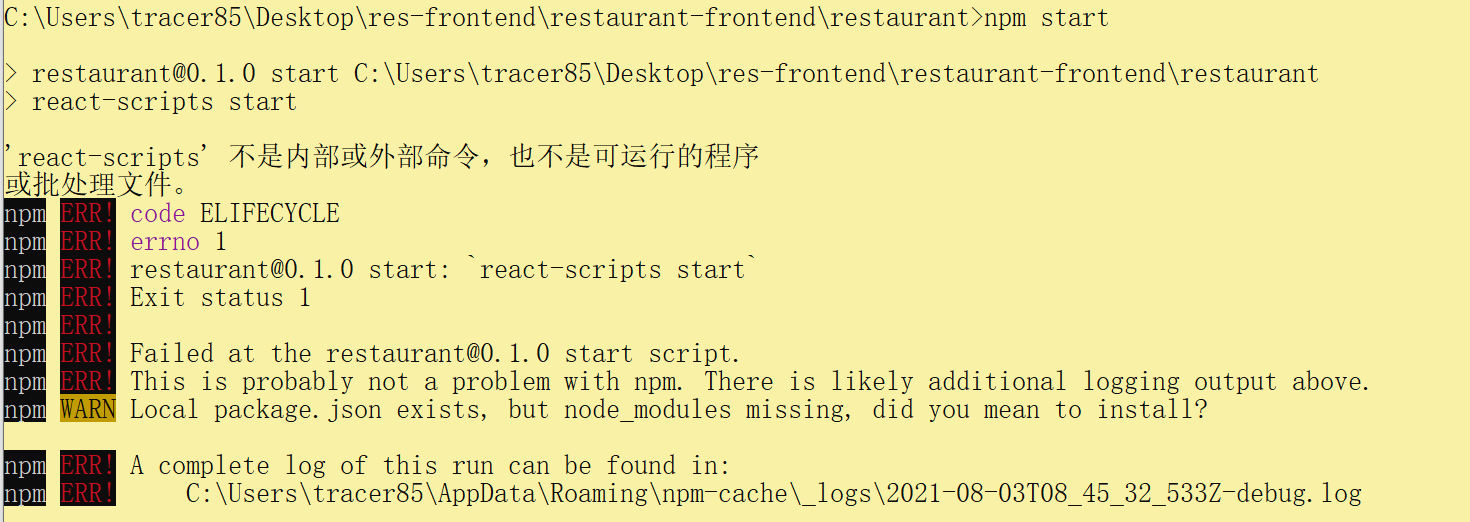 C:\Users\tracer85\Desktop\res-frontend\restaurant-frontend\restaurant>npm start
> restaurant@0.1.0 start C:\Users\tracer85\Desktop\res-frontend\restaurant-frontend\restaurant
> react-scripts start
'react-scripts' 不是内部或外部命令，也不是可运行的程序
或批处理文件。
npm ERR! code ELIFECYCLE
npm ERR! errno 1
npm ERR! restaurant@0.1.0 start: `react-scripts start`
npm ERR! Exit status 1
npm ERR!
npm ERR! Failed at the restaurant@0.1.0 start script.
npm ERR! This is probably not a problem with npm. There is likely additional logging output above.
npm WARN Local package.json exists, but node_modules missing, did you mean to install?
npm ERR! A complete log of this run can be found in:
npm ERR!     C:\Users\tracer85\AppData\Roaming\npm-cache\_logs\2021-08-03T08_45_32_533Z-debug.log